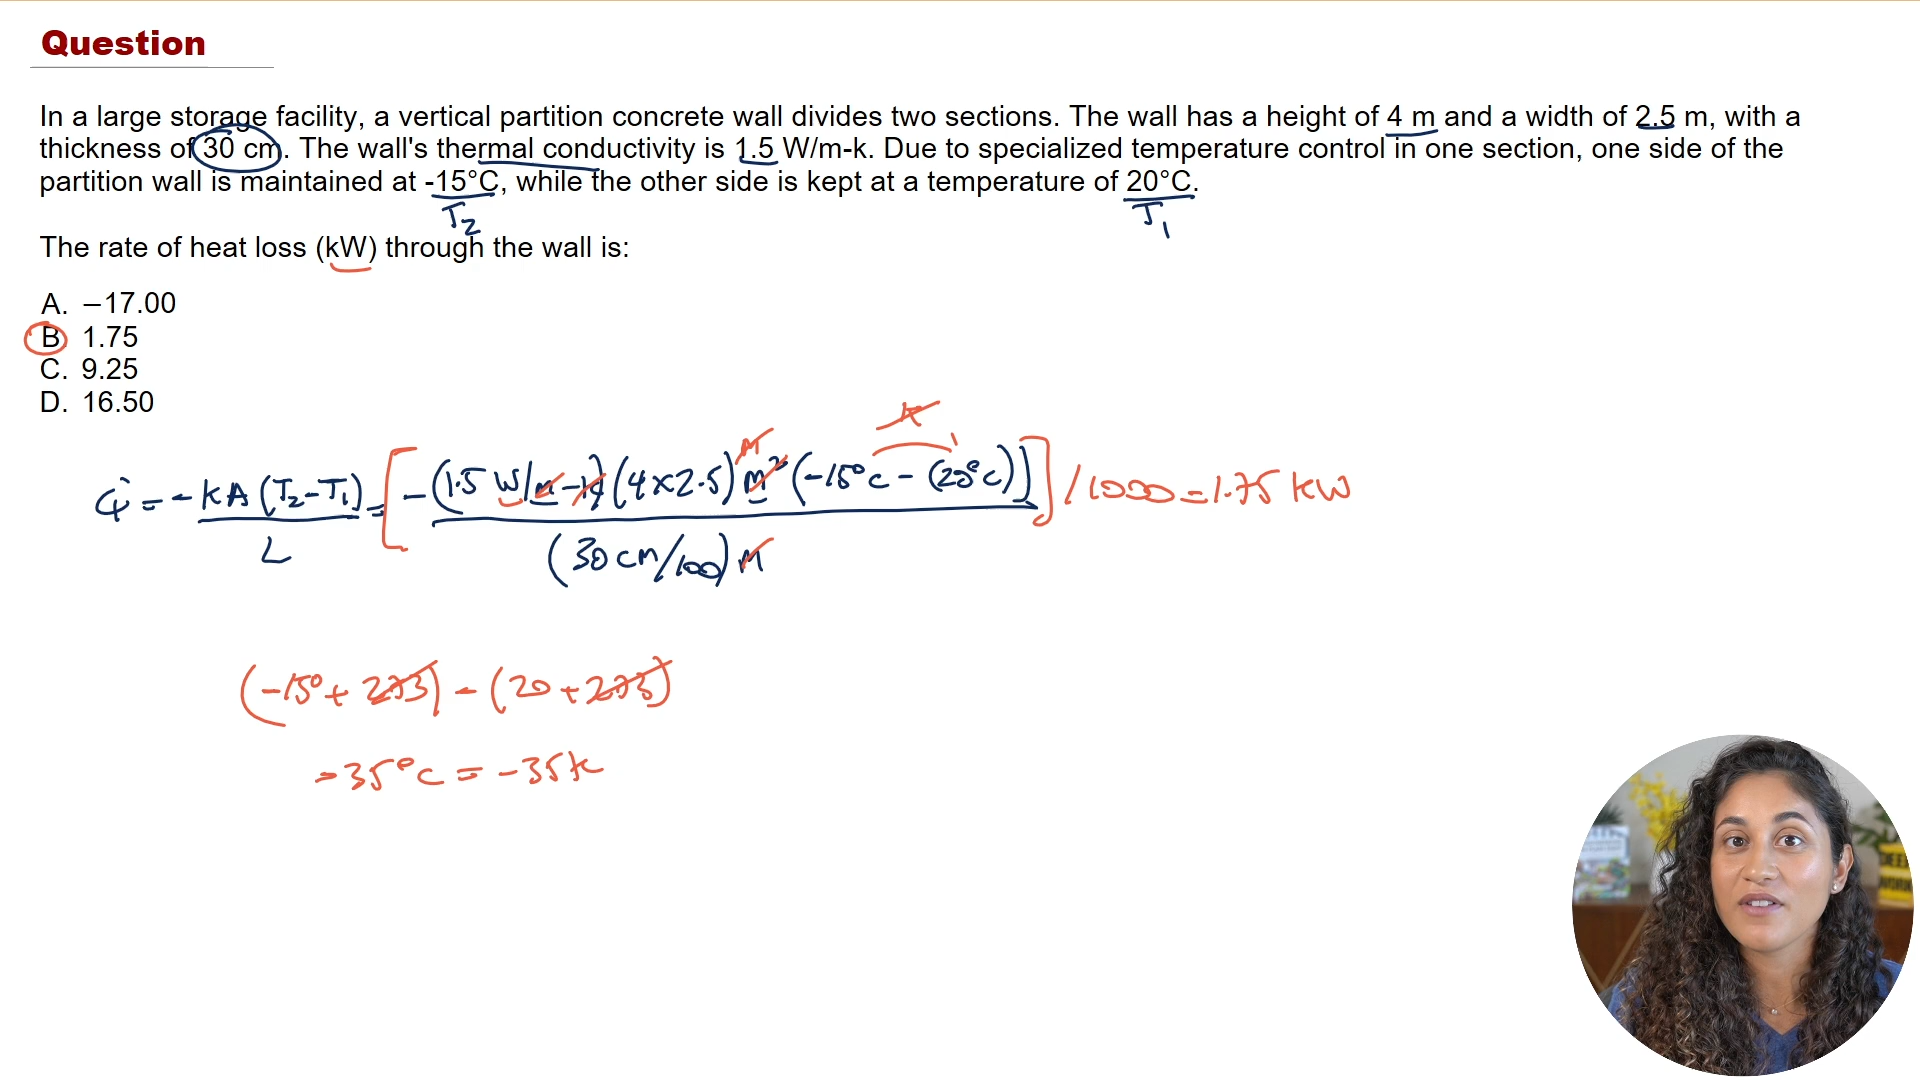 Question
In a large storage facility, a vertical partition concrete wall divides two sections. The wall has a height of 4 m and a width of 2.5 m, with a
thickness of 30 cm. The wall's thermal conductivity is 1.5 W/m-k. Due to specialized temperature control in one section, one side of the
partition wall is maintained at -15°C, while the other side is kept at a temperature of 20°C.
T2 T1
The rate of heat loss (kW) through the wall is:
A. −17.00
B. 1.75
C. 9.25
D. 16.50
M K
Q̇ = -KA(T2-T1) = [-(1.5 W/m-k)(4x2.5) m² (-15°c - (20°c))] / 1000 = 1.75 KW
L (30 cm/100) M
(-15° + 273) - (20 + 273)
-35°c = -35k